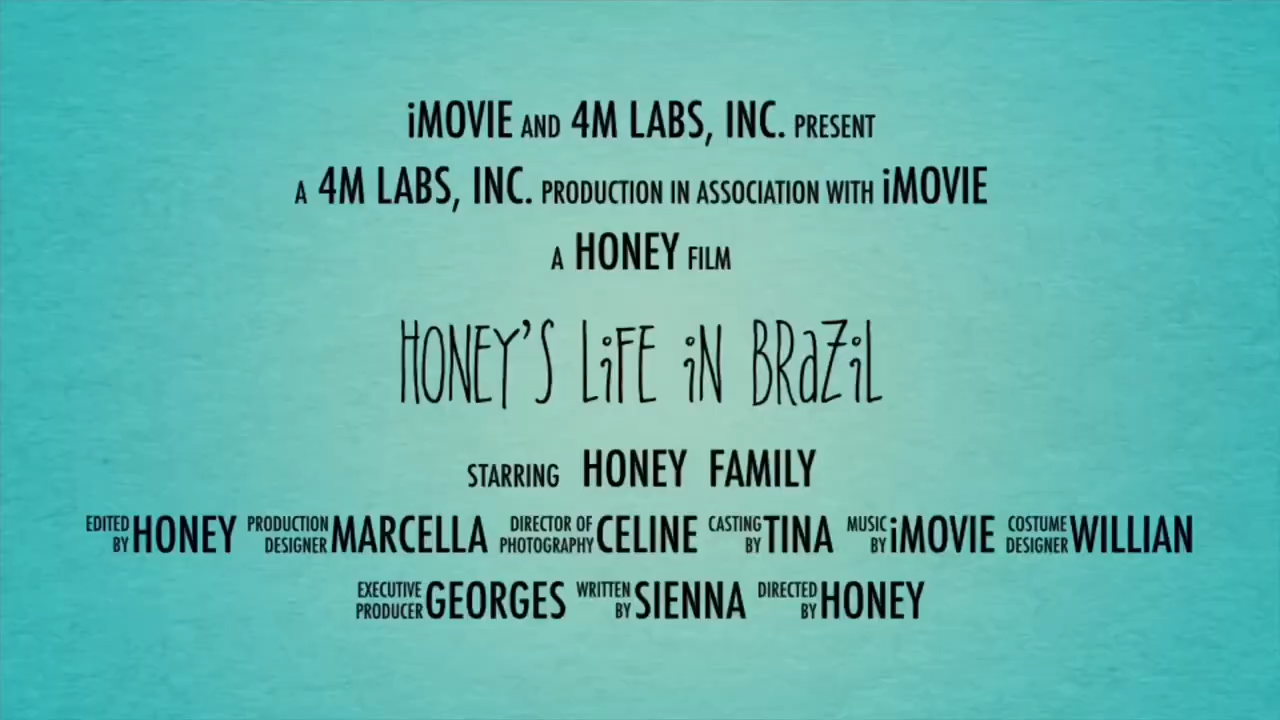 iMOVIE AND 4M LABS, INC. PRESENT
A 4M LABS, INC. PRODUCTION IN ASSOCIATION WITH iMOVIE
A HONEY FILM
HONEY'S LiFE iN BRaZiL
STARRING HONEY FAMILY
EDITED BY HONEY PRODUCTION DESIGNER MARCELLA DIRECTOR OF PHOTOGRAPHY CELINE CASTING BY TINA MUSIC BY iMOVIE COSTUME DESIGNER WILLIAN
EXECUTIVE PRODUCER GEORGES WRITTEN BY SIENNA DIRECTED BY HONEY